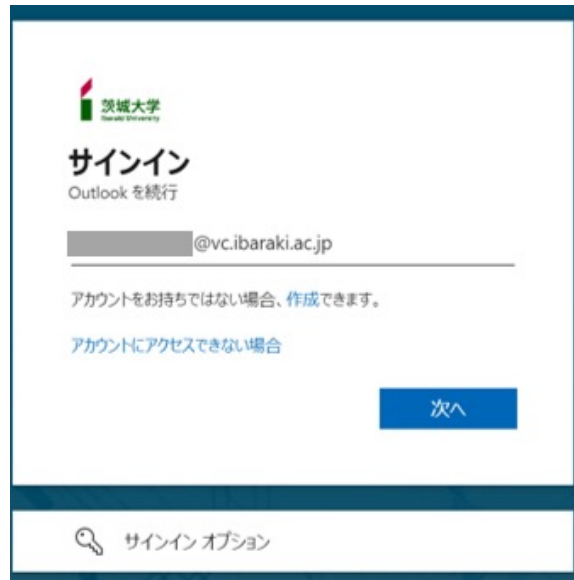 茨城大学
Ibaraki University
サインイン
Outlook を続行
@vc.ibaraki.ac.jp
アカウントをお持ちではない場合、作成できます。
アカウントにアクセスできない場合
次へ
サインイン オプション